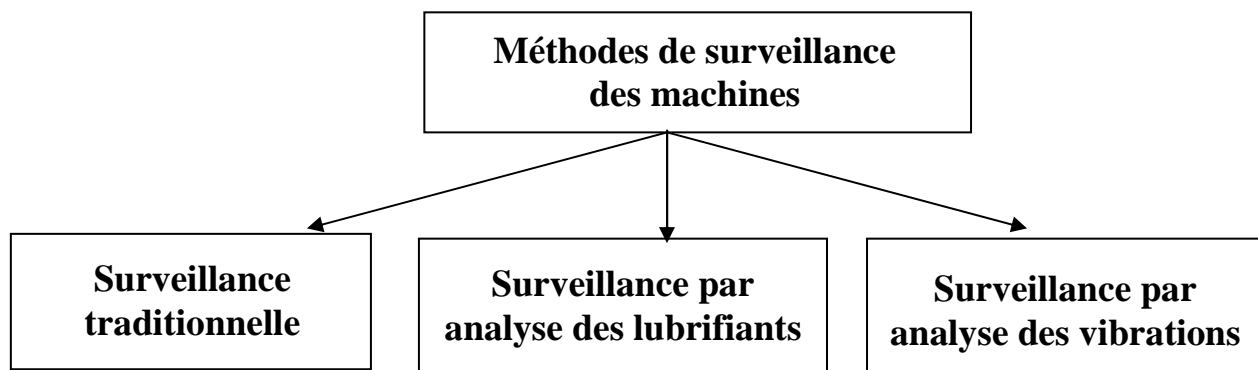 Méthodes de surveillance
des machines
Surveillance
traditionnelle
Surveillance par
analyse des lubrifiants
Surveillance par
analyse des vibrations